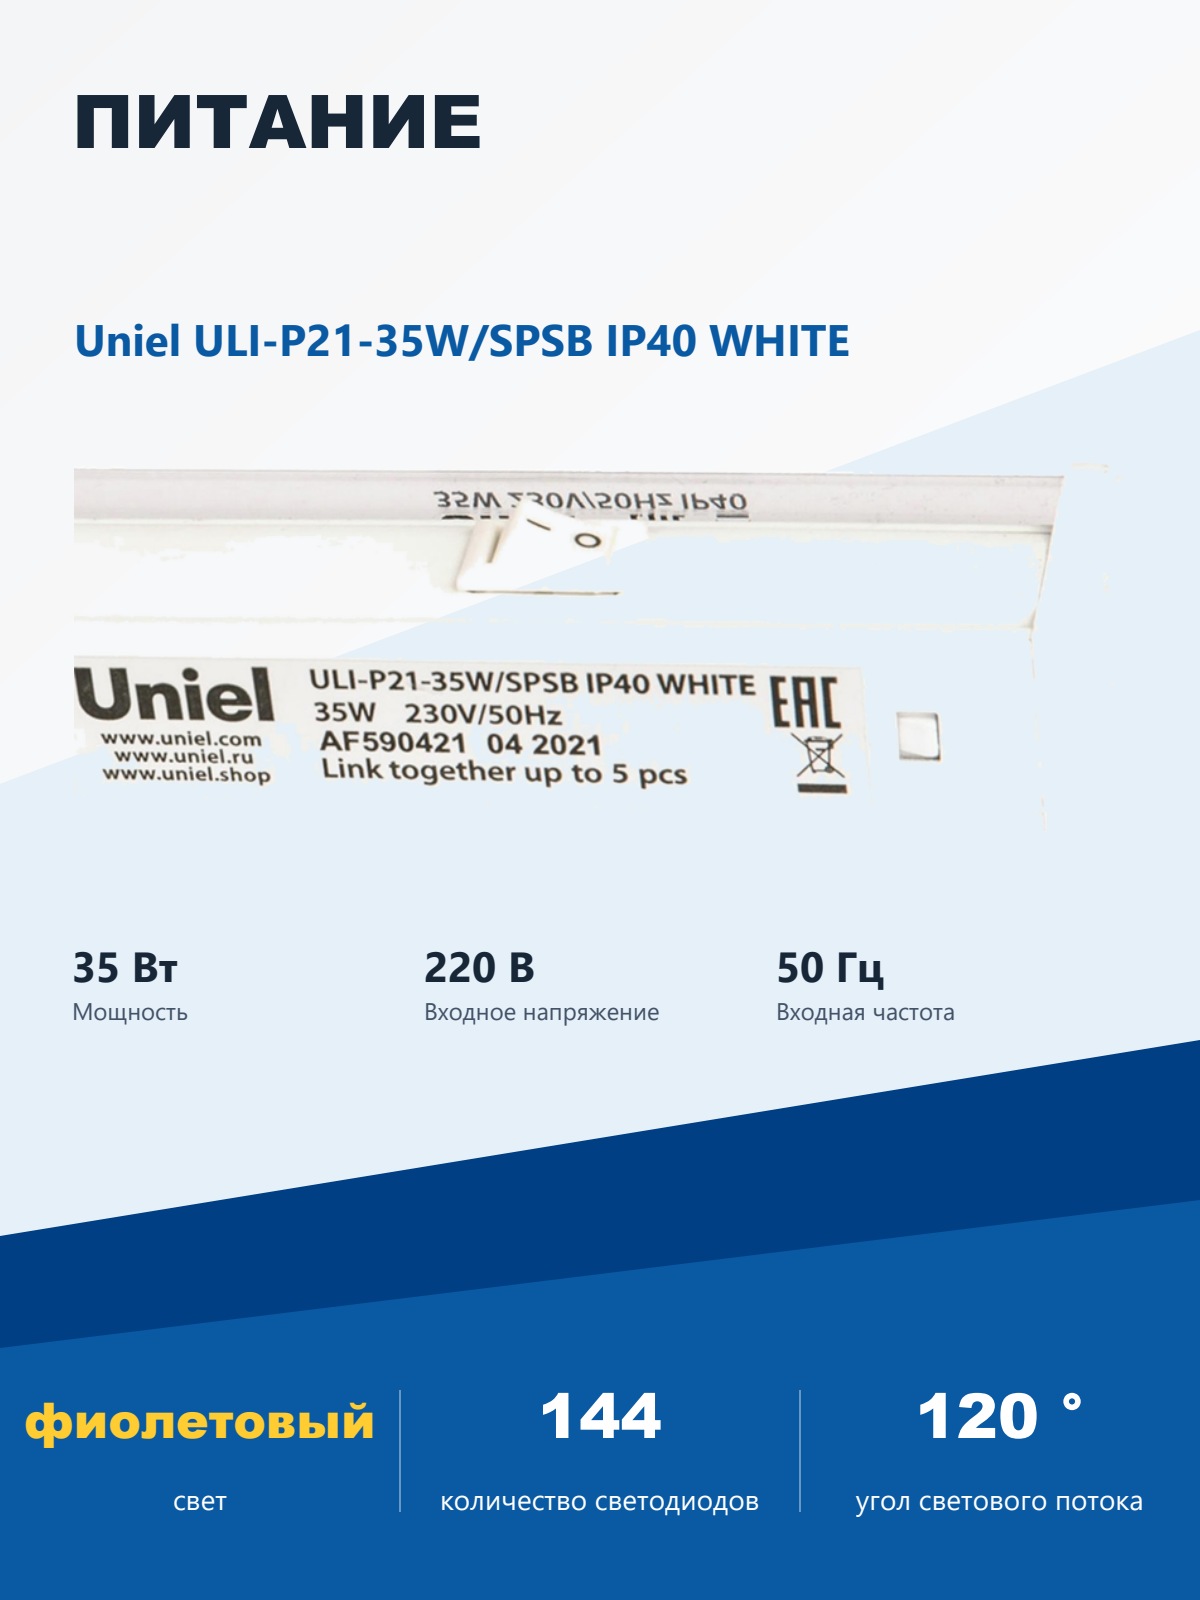 ПИТАНИЕ
Uniel ULI-P21-35W/SPSB IP40 WHITE
35W 230V/50Hz IP40
Uniel
www.uniel.com
www.uniel.ru
www.uniel.shop
ULI-P21-35W/SPSB IP40 WHITE
35W 230V/50Hz
AF590421 04 2021
Link together up to 5 pcs
EAC
35 Вт
Мощность
220 В
Входное напряжение
50 Гц
Входная частота
фиолетовый
свет
144
количество светодиодов
120 °
угол светового потока